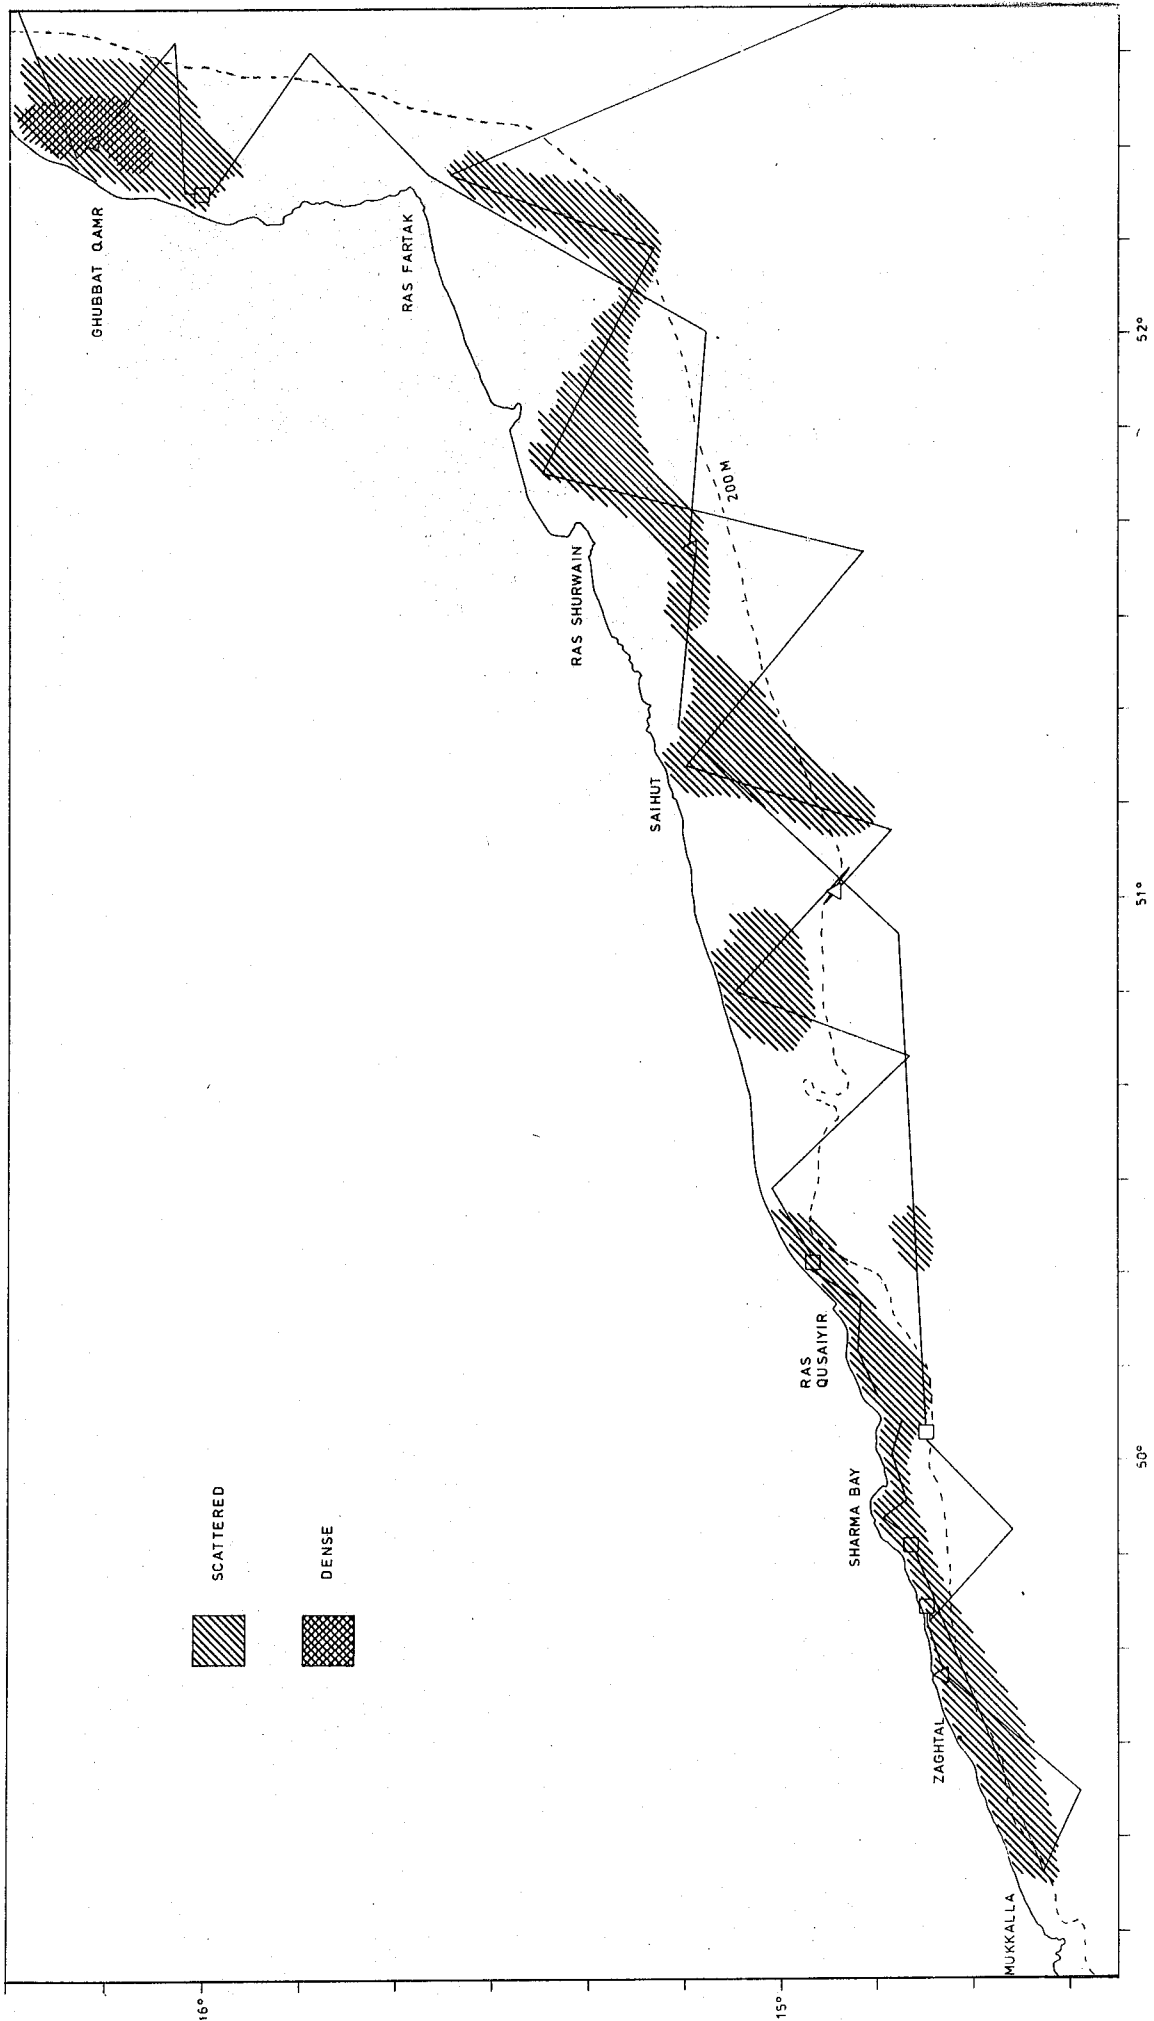 GHUBBAT QAMR
RAS FARTAK
RAS SHURWAIN
SAIHUT
RAS
QUSAIYIR
SHARMA BAY
ZAGHTAL
MUKKALLA
200M
SCATTERED
DENSE
52°
51°
50°
16°
15°